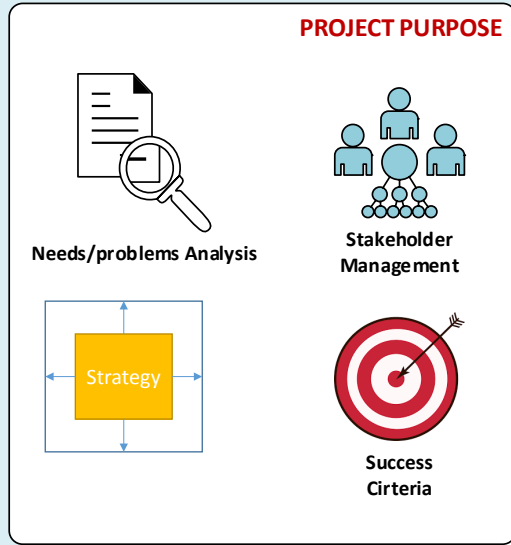 PROJECT PURPOSE
Needs/problems Analysis
Stakeholder
Management
Strategy
Success
Cirteria